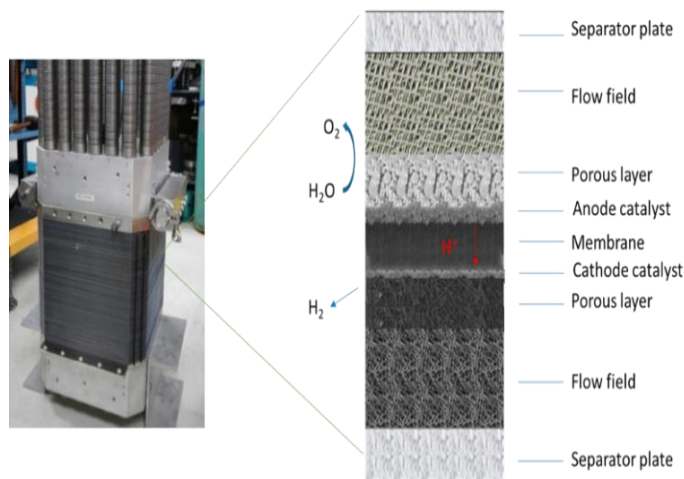 Separator plate
Flow field
O₂
Porous layer
H₂O
Anode catalyst
Membrane
H⁺
Cathode catalyst
H₂
Porous layer
Flow field
Separator plate